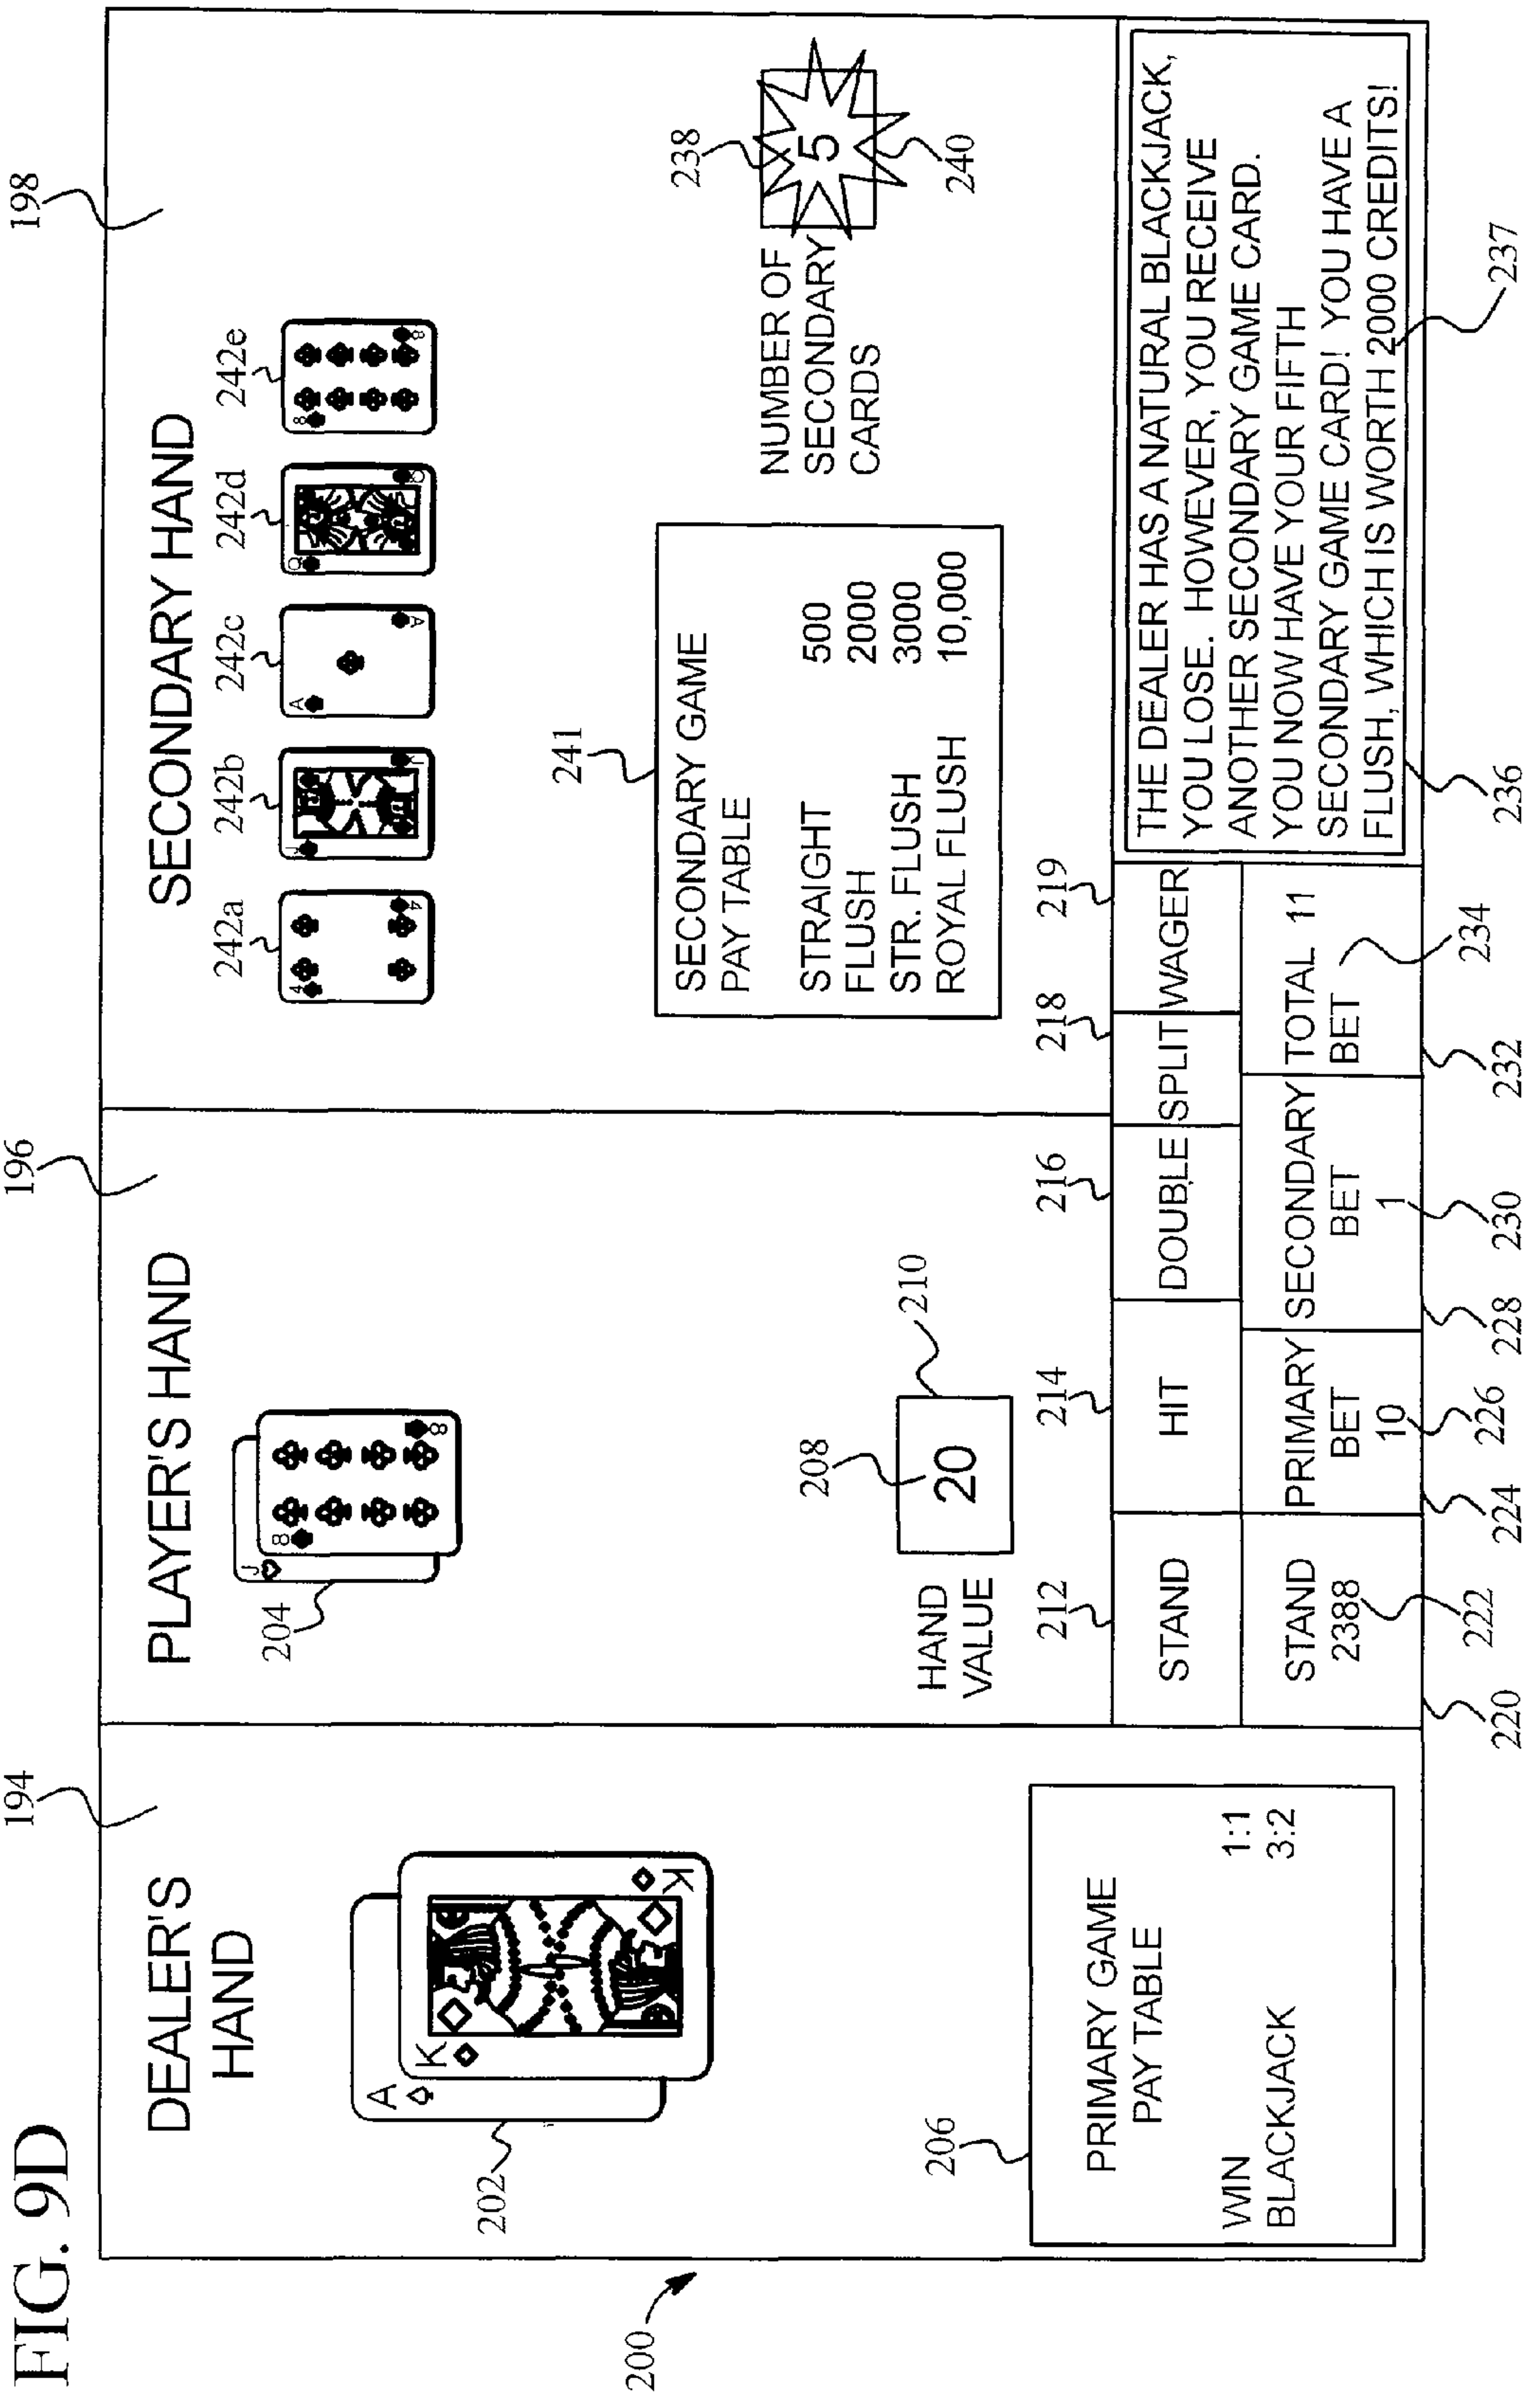 FIG. 9D
194
196
198
DEALER'S
HAND
A
K
K
202
PRIMARY GAME
PAY TABLE
WIN 1:1
BLACKJACK 3:2
206
200
PLAYER'S HAND
J
8
8
204
HAND
VALUE
20
208
210
SECONDARY HAND
242a
242b
242c
242d
242e
4
4
J
J
A
A
Q
Q
8
8
241
SECONDARY GAME
PAY TABLE
STRAIGHT 500
FLUSH 2000
STR. FLUSH 3000
ROYAL FLUSH 10,000
NUMBER OF
SECONDARY
CARDS
5
238
240
212
214
216
218
219
STAND
HIT
DOUBLE
SPLIT
WAGER
STAND
2388
PRIMARY
BET
10
SECONDARY
BET
1
TOTAL 11
BET
THE DEALER HAS A NATURAL BLACKJACK,
YOU LOSE. HOWEVER, YOU RECEIVE
ANOTHER SECONDARY GAME CARD.
YOU NOW HAVE YOUR FIFTH
SECONDARY GAME CARD! YOU HAVE A
FLUSH, WHICH IS WORTH 2000 CREDITS!
220
222
224
226
228
230
232
234
236
237